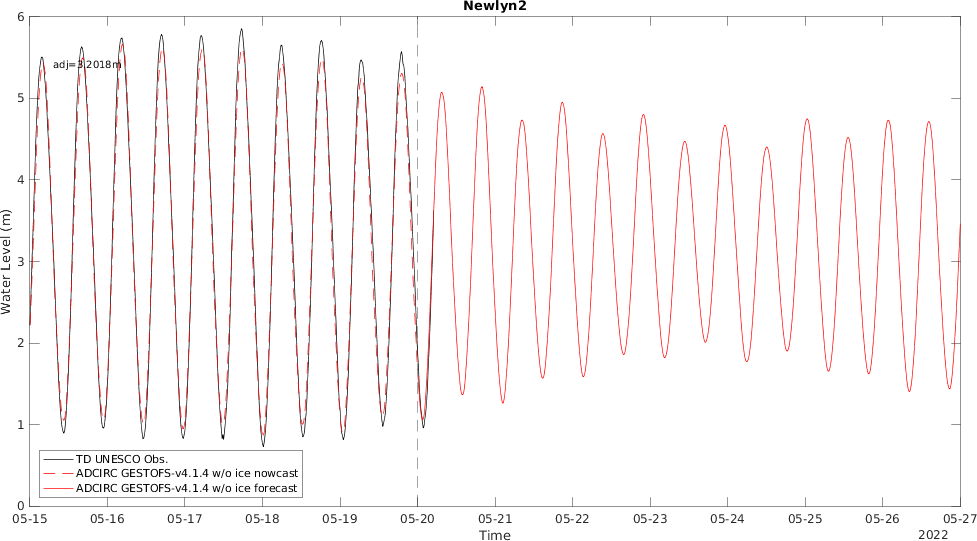 Newlyn2
6
adj=3.2018m
5
4
3
Water Level (m)
2
1
TD UNESCO Obs.
ADCIRC GESTOFS-v4.1.4 w/o ice nowcast
ADCIRC GESTOFS-v4.1.4 w/o ice forecast
0
05-15 05-16 05-17 05-18 05-19 05-20 05-21 05-22 05-23 05-24 05-25 05-26 05-27
Time
2022